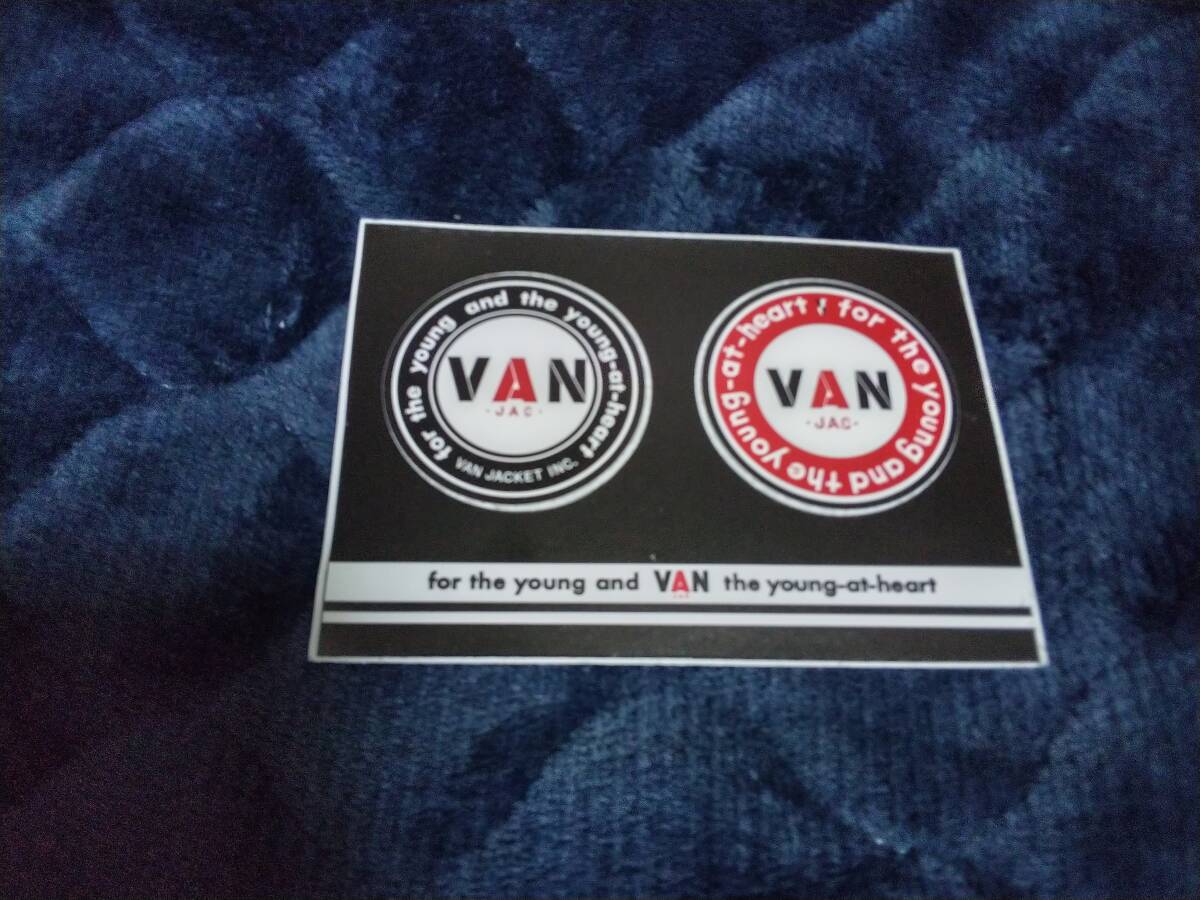 for the young and the young-at-heart
VAN JACKET INC.
VAN
·JAC·
for the young and the young-at-heart
VAN
·JAC·
for the young and VAN the young-at-heart
JAC